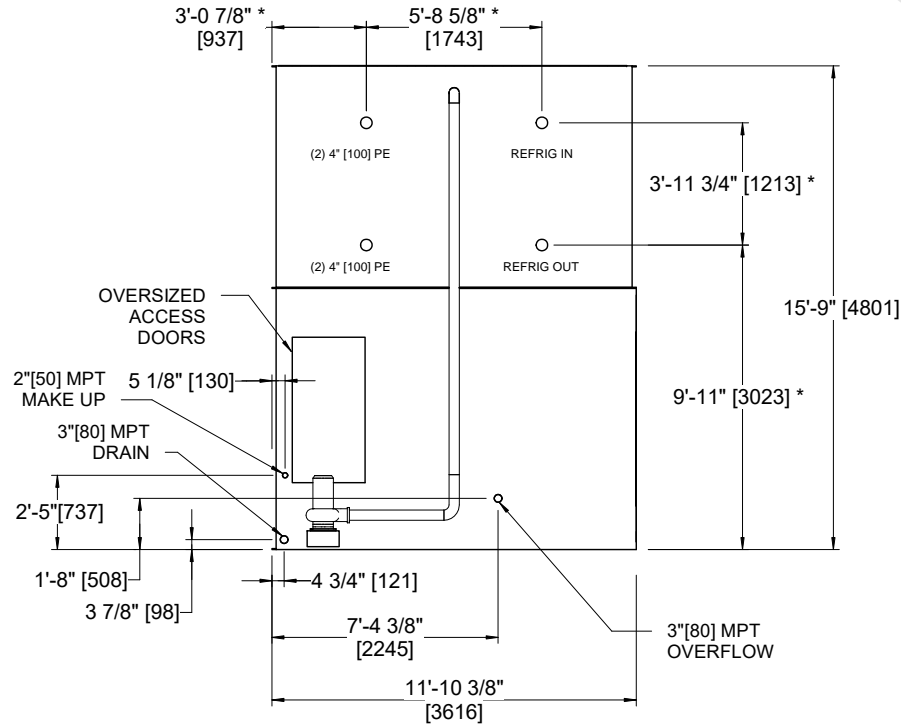 3'-0 7/8" *
[937]
5'-8 5/8" *
[1743]
(2) 4" [100] PE
REFRIG IN
3'-11 3/4" [1213] *
(2) 4" [100] PE
REFRIG OUT
OVERSIZED
ACCESS
DOORS
15'-9" [4801]
2"[50] MPT
MAKE UP
5 1/8" [130]
9'-11" [3023] *
3"[80] MPT
DRAIN
2'-5"[737]
1'-8" [508]
4 3/4" [121]
3 7/8" [98]
7'-4 3/8"
[2245]
3"[80] MPT
OVERFLOW
11'-10 3/8"
[3616]